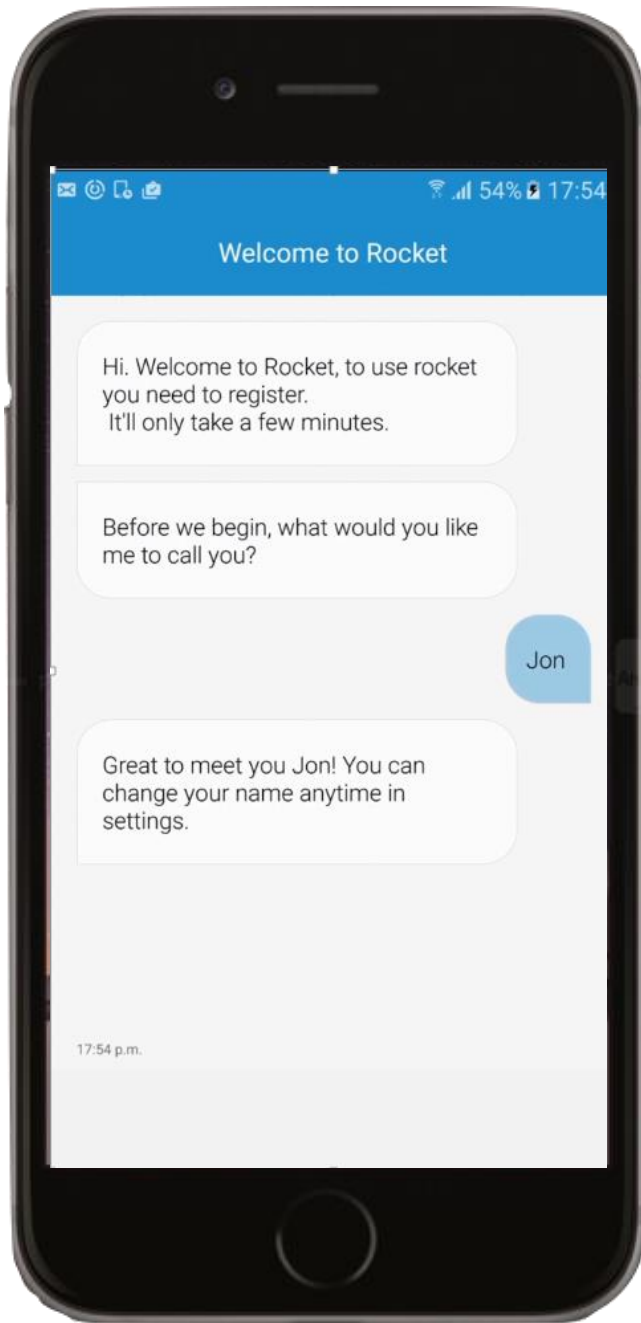 54% 17:54
Welcome to Rocket
Hi. Welcome to Rocket, to use rocket
you need to register.
It'll only take a few minutes.
Before we begin, what would you like
me to call you?
Jon
Great to meet you Jon! You can
change your name anytime in
settings.
17:54 p.m.